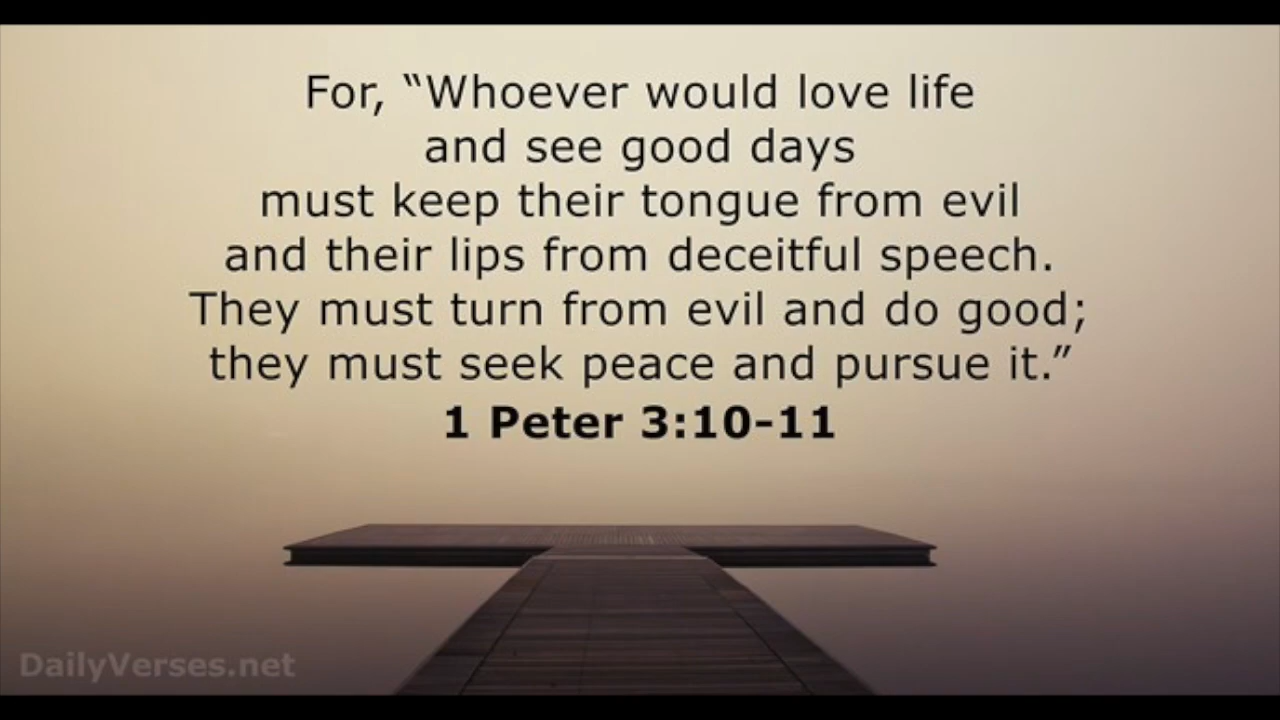 For, “Whoever would love life
and see good days
must keep their tongue from evil
and their lips from deceitful speech.
They must turn from evil and do good;
they must seek peace and pursue it.”
1 Peter 3:10-11
DailyVerses.net